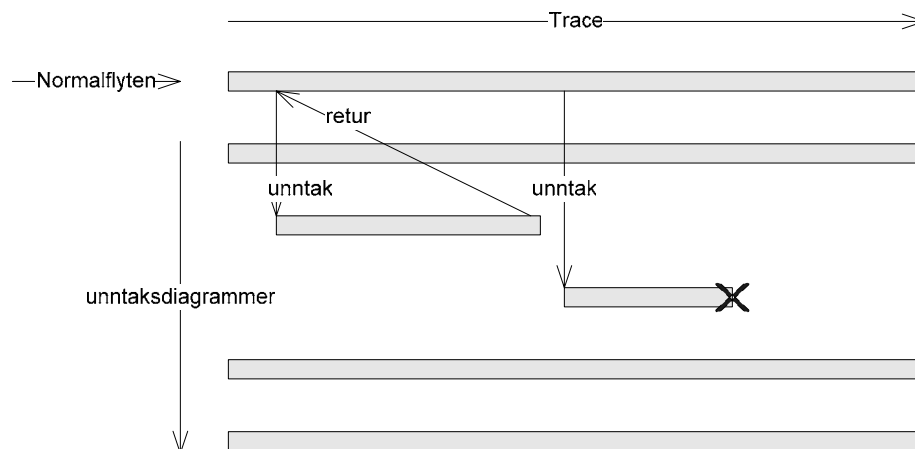 Trace
Normalflyten
retur
unntak
unntak
unntaksdiagrammer